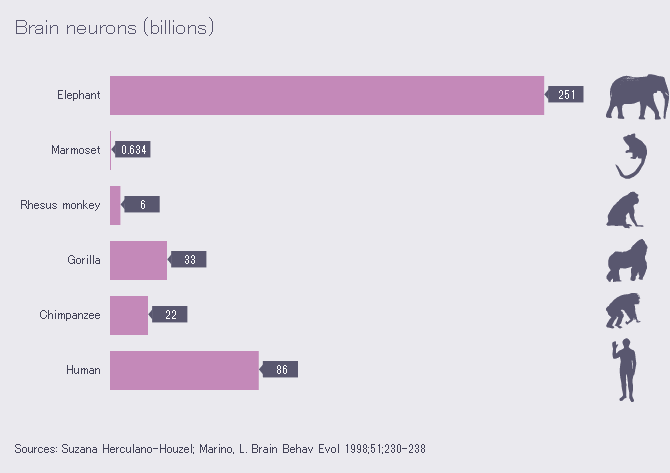 Brain neurons (billions)
Elephant 251
Marmoset 0.634
Rhesus monkey 6
Gorilla 33
Chimpanzee 22
Human 86
Sources: Suzana Herculano-Houzel; Marino, L. Brain Behav Evol 1998;51;230-238